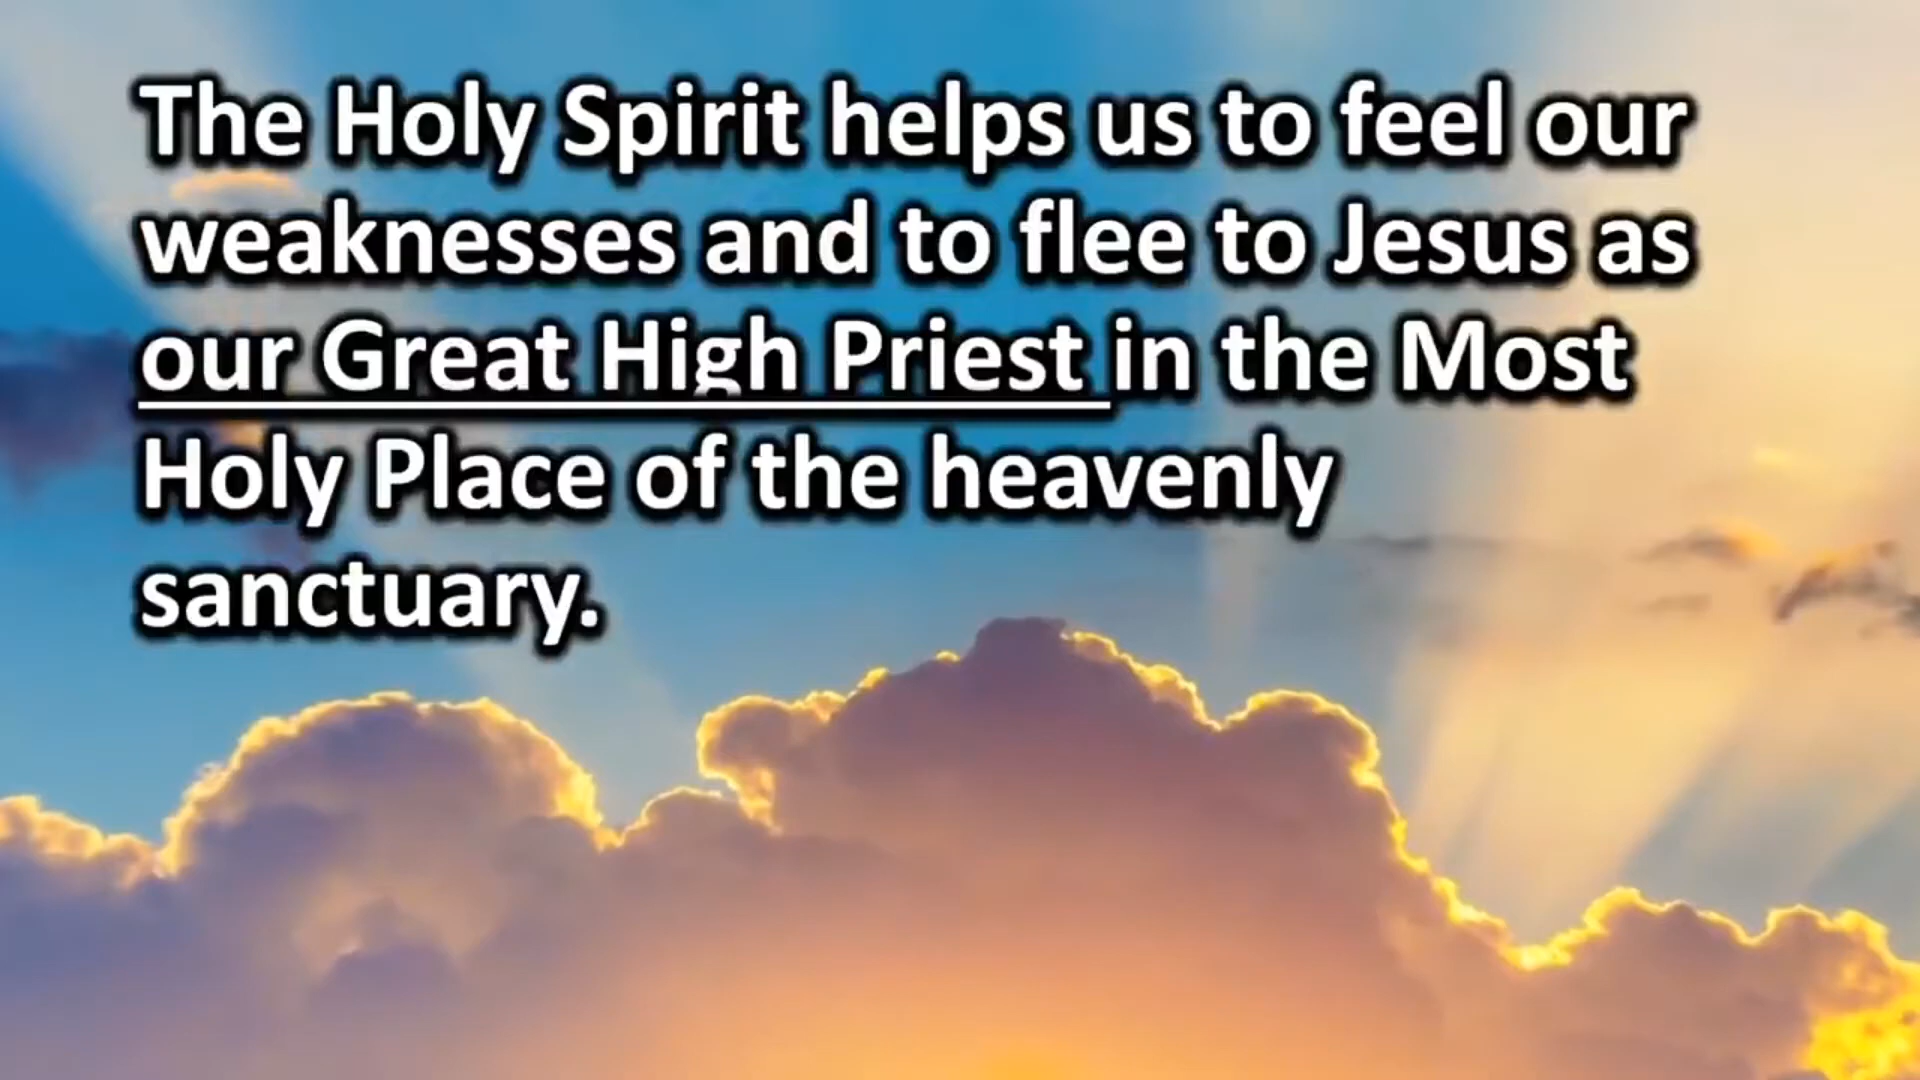 The Holy Spirit helps us to feel our
weaknesses and to flee to Jesus as
our Great High Priest in the Most
Holy Place of the heavenly
sanctuary.